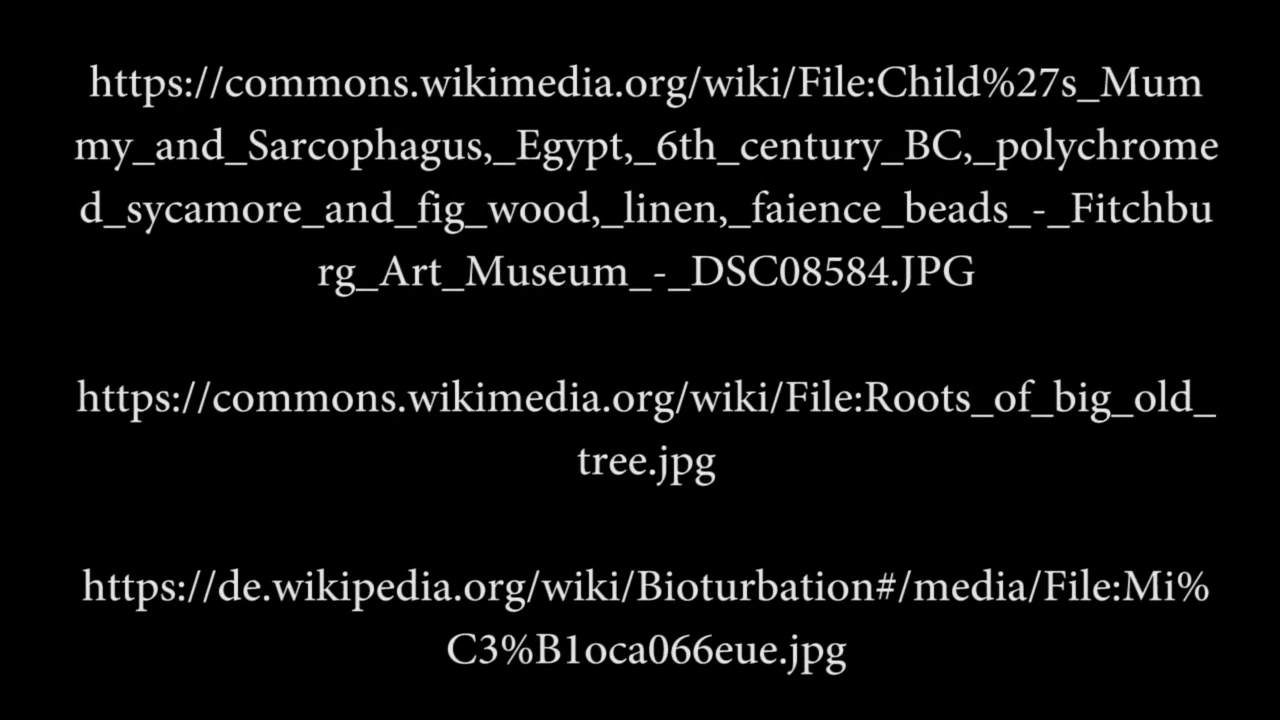 https://commons.wikimedia.org/wiki/File:Child%27s_Mum
my_and_Sarcophagus,_Egypt,_6th_century_BC,_polychrome
d_sycamore_and_fig_wood,_linen,_faience_beads_-_Fitchbu
rg_Art_Museum_-_DSC08584.JPG
https://commons.wikimedia.org/wiki/File:Roots_of_big_old_
tree.jpg
https://de.wikipedia.org/wiki/Bioturbation#/media/File:Mi%
C3%B1oca066eue.jpg